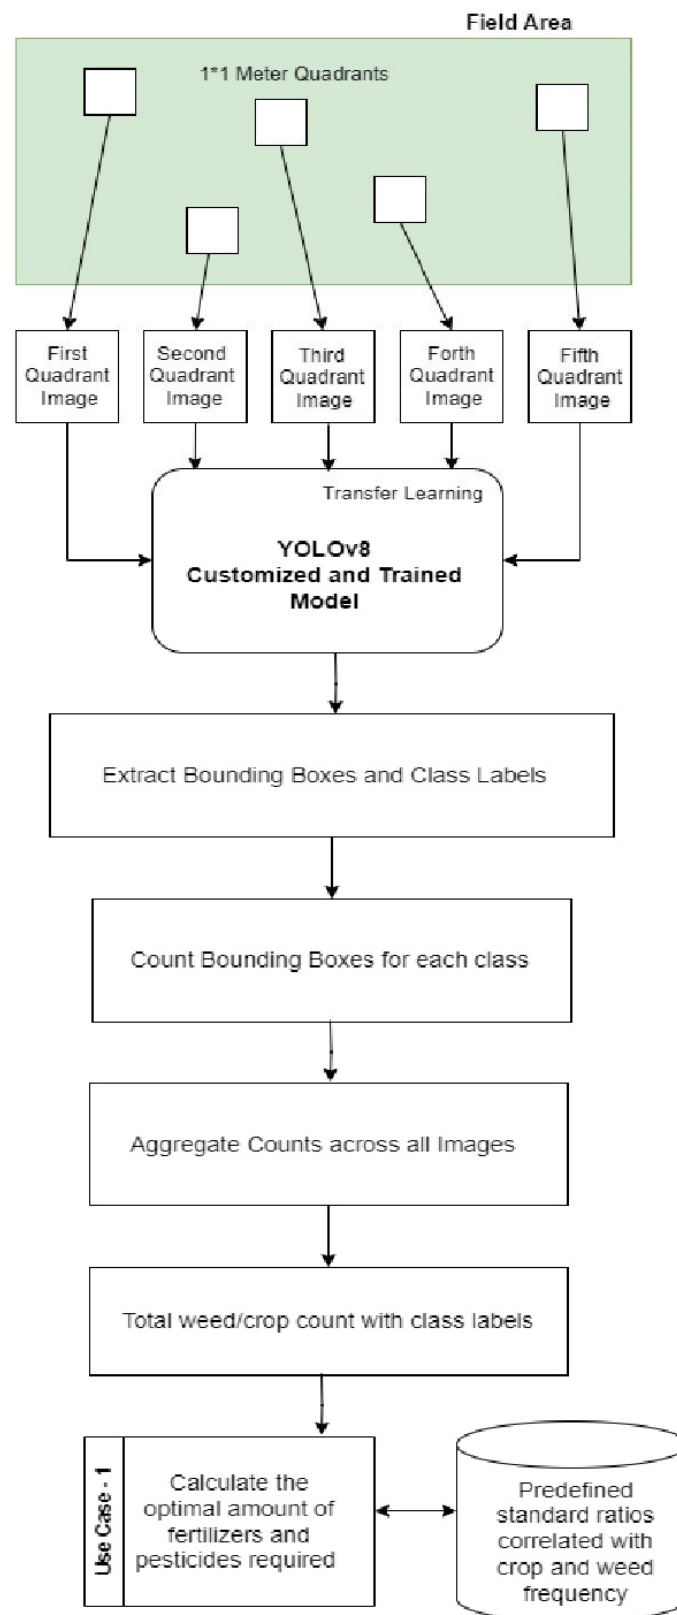 Field Area
1*1 Meter Quadrants
First
Quadrant
Image
Second
Quadrant
Image
Third
Quadrant
Image
Forth
Quadrant
Image
Fifth
Quadrant
Image
Transfer Learning
YOLOv8
Customized and Trained
Model
Extract Bounding Boxes and Class Labels
Count Bounding Boxes for each class
Aggregate Counts across all Images
Total weed/crop count with class labels
Use Case - 1
Calculate the
optimal amount of
fertilizers and
pesticides required
Predefined
standard ratios
correlated with
crop and weed
frequency